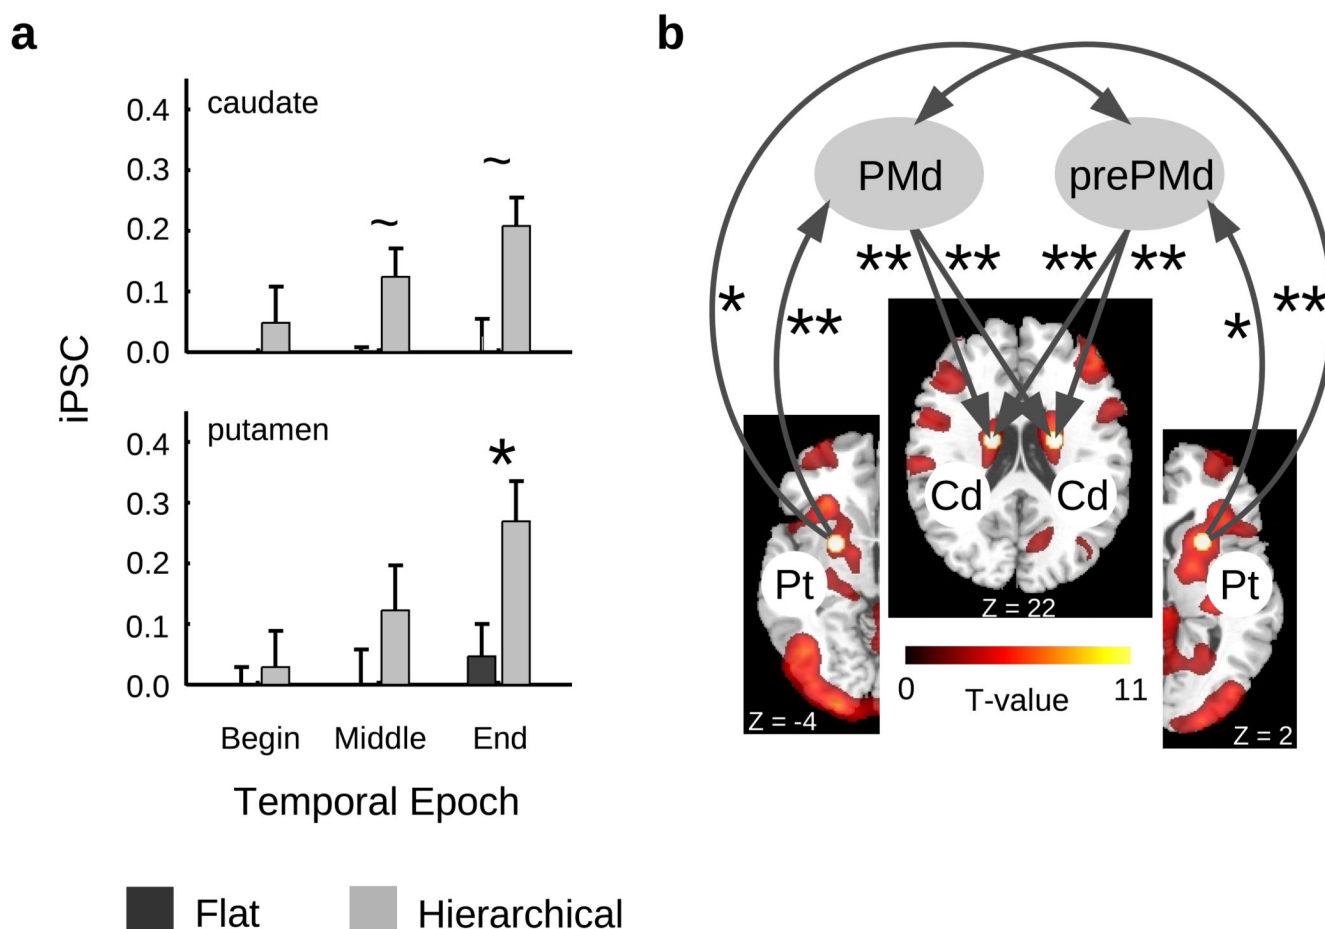 a
caudate
0.4
0.3
~
0.2
~
0.1
0.0
iPSC
putamen
0.4
*
0.3
0.2
0.1
0.0
Begin Middle End
Temporal Epoch
Flat Hierarchical
b
PMd prePMd
** ** ** **
* ** * **
Cd Cd
Z = 22
Pt Pt
Z = -4 Z = 2
0 T-value 11